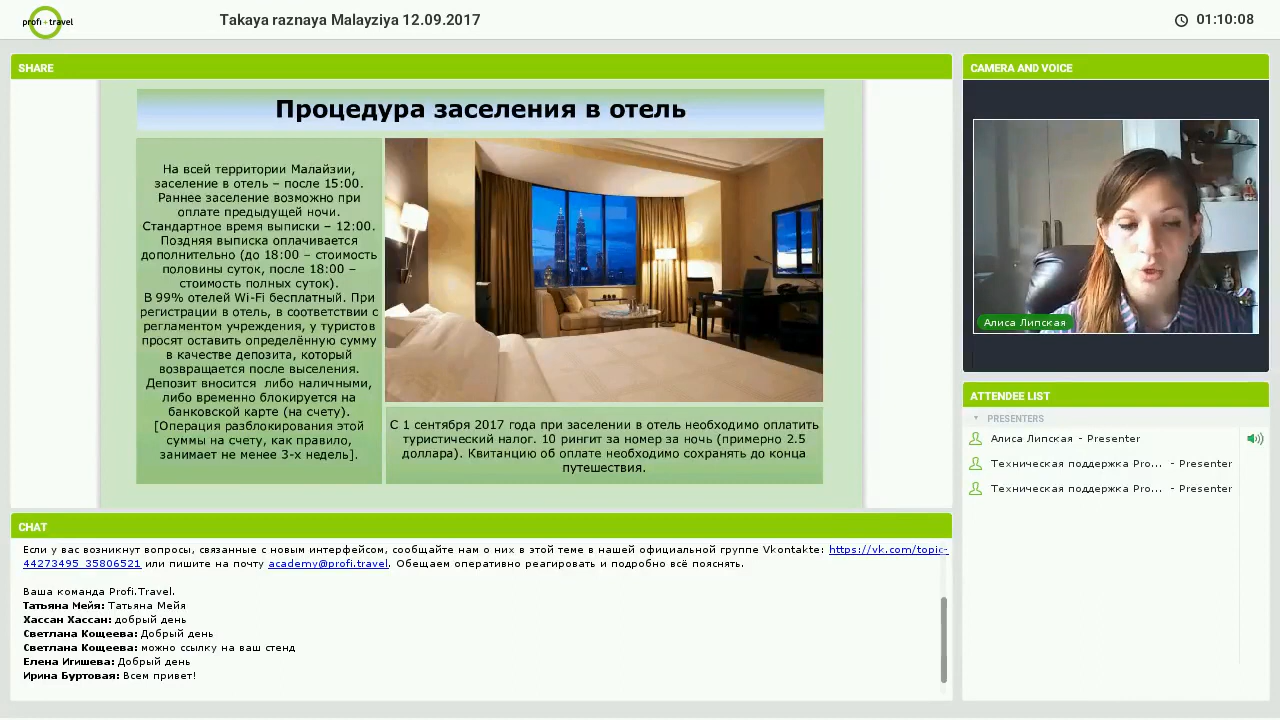 profi travel
Takaya raznaya Malayziya 12.09.2017
01:10:08
SHARE
Процедура заселения в отель
На всей территории Малайзии,
заселение в отель – после 15:00.
Раннее заселение возможно при
оплате предыдущей ночи.
Стандартное время выписки – 12:00.
Поздняя выписка оплачивается
дополнительно (до 18:00 – стоимость
половины суток, после 18:00 –
стоимость полных суток).
В 99% отелей Wi-Fi бесплатный. При
регистрации в отель, в соответствии с
регламентом учреждения, у туристов
просят оставить определённую сумму
в качестве депозита, который
возвращается после выселения.
Депозит вносится либо наличными,
либо временно блокируется на
банковской карте (на счету).
[Операция разблокирования этой
суммы на счету, как правило,
занимает не менее 3-х недель].
С 1 сентября 2017 года при заселении в отель необходимо оплатить
туристический налог. 10 рингит за номер за ночь (примерно 2.5
доллара). Квитанцию об оплате необходимо сохранять до конца
путешествия.
CAMERA AND VOICE
Алиса Липская
ATTENDEE LIST
PRESENTERS
Алиса Липская - Presenter
Техническая поддержка Pro... - Presenter
Техническая поддержка Pro... - Presenter
CHAT
Если у вас возникнут вопросы, связанные с новым интерфейсом, сообщайте нам о них в этой теме в нашей официальной группе Vkontakte: https://vk.com/topic-
44273495_35806521 или пишите на почту academy@profi.travel. Обещаем оперативно реагировать и подробно всё пояснять.
Ваша команда Profi.Travel.
Татьяна Мейя: Татьяна Мейя
Хассан Хассан: добрый день
Светлана Кощеева: Добрый день
Светлана Кощеева: можно ссылку на ваш стенд
Елена Игишева: Добрый день
Ирина Буртовая: Всем привет!